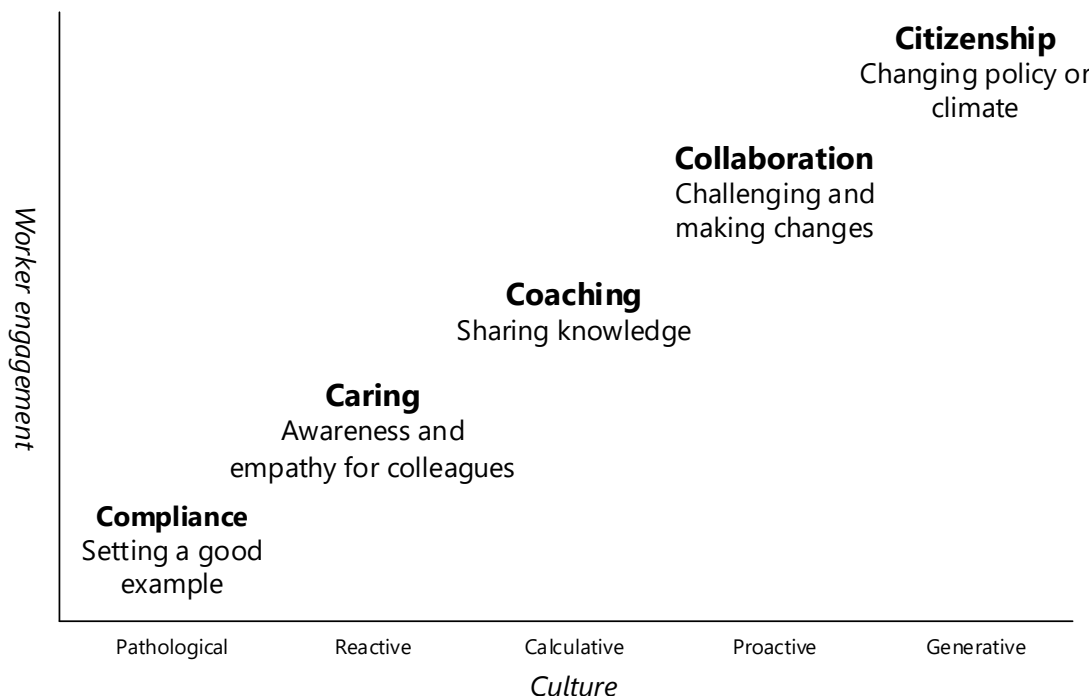 Citizenship
Changing policy or
climate
Collaboration
Challenging and
making changes
Coaching
Sharing knowledge
Caring
Awareness and
empathy for colleagues
Compliance
Setting a good
example
Worker engagement
Pathological
Reactive
Calculative
Proactive
Generative
Culture